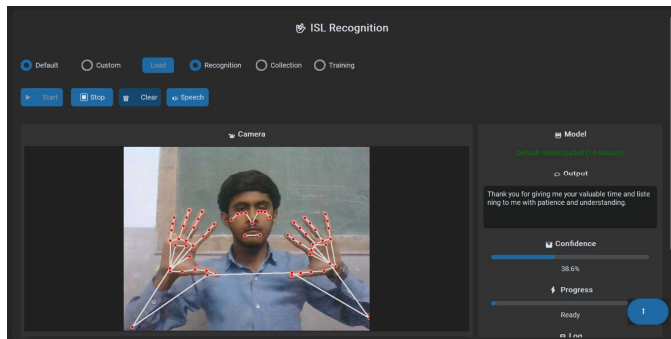 ISL Recognition
Default
Custom
Load
Recognition
Collection
Training
Start
Stop
Clear
Speech
Camera
Model
Default model loaded (14 classes)
Output
Thank you for giving me your valuable time and liste
ning to me with patience and understanding.
Confidence
38.6%
Progress
Ready
Log